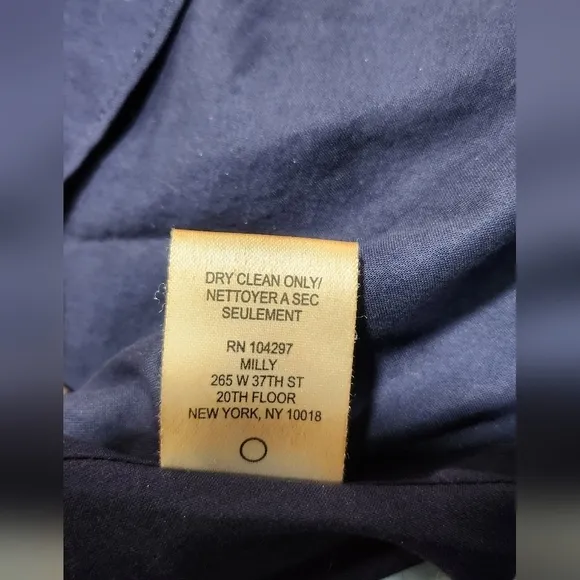 DRY CLEAN ONLY/
NETTOYER A SEC
SEULEMENT
RN 104297
MILLY
265 W 37TH ST
20TH FLOOR
NEW YORK, NY 10018